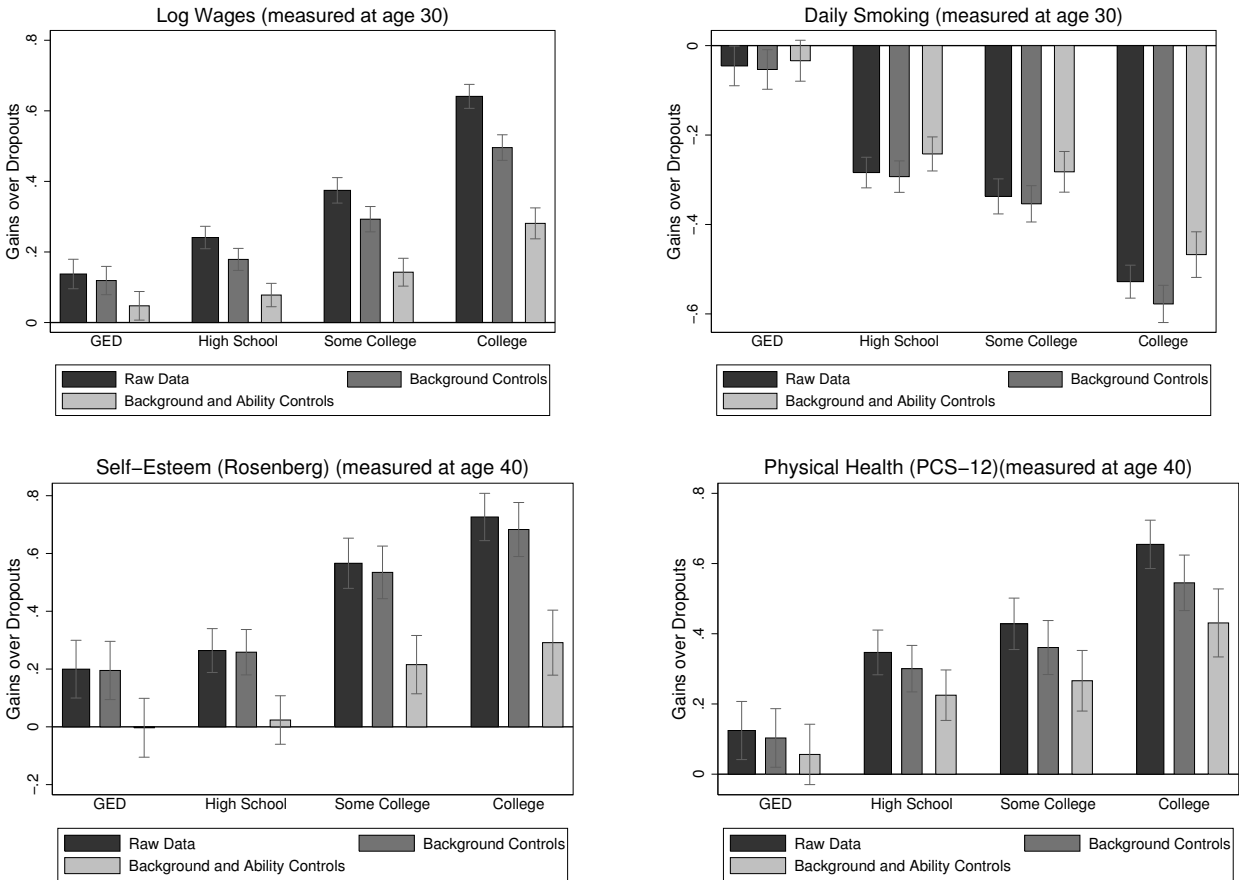 Log Wages (measured at age 30)
Gains over Dropouts
.8
.6
.4
.2
0
GED High School Some College College
Raw Data Background Controls
Background and Ability Controls
Daily Smoking (measured at age 30)
Gains over Dropouts
0
-.2
-.4
-.6
GED High School Some College College
Raw Data Background Controls
Background and Ability Controls
Self-Esteem (Rosenberg) (measured at age 40)
Gains over Dropouts
.8
.6
.4
.2
0
-.2
GED High School Some College College
Raw Data Background Controls
Background and Ability Controls
Physical Health (PCS-12)(measured at age 40)
Gains over Dropouts
.8
.6
.4
.2
0
GED High School Some College College
Raw Data Background Controls
Background and Ability Controls